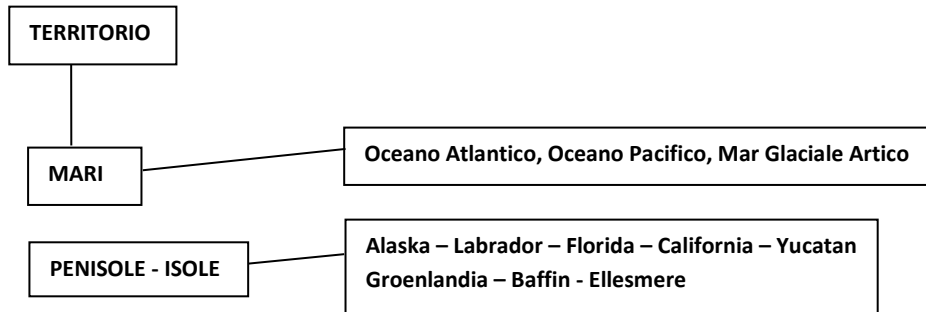 TERRITORIO
MARI
Oceano Atlantico, Oceano Pacifico, Mar Glaciale Artico
PENISOLE - ISOLE
Alaska – Labrador – Florida – California – Yucatan
Groenlandia – Baffin - Ellesmere